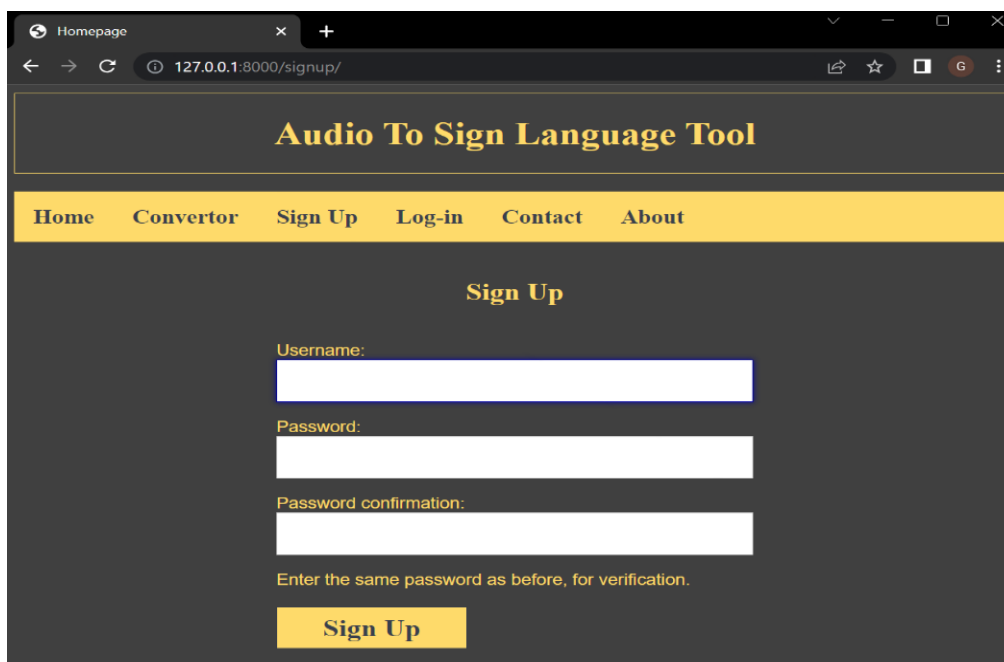 Homepage
127.0.0.1:8000/signup/
G
Audio To Sign Language Tool
Home Convertor Sign Up Log-in Contact About
Sign Up
Username:
Password:
Password confirmation:
Enter the same password as before, for verification.
Sign Up